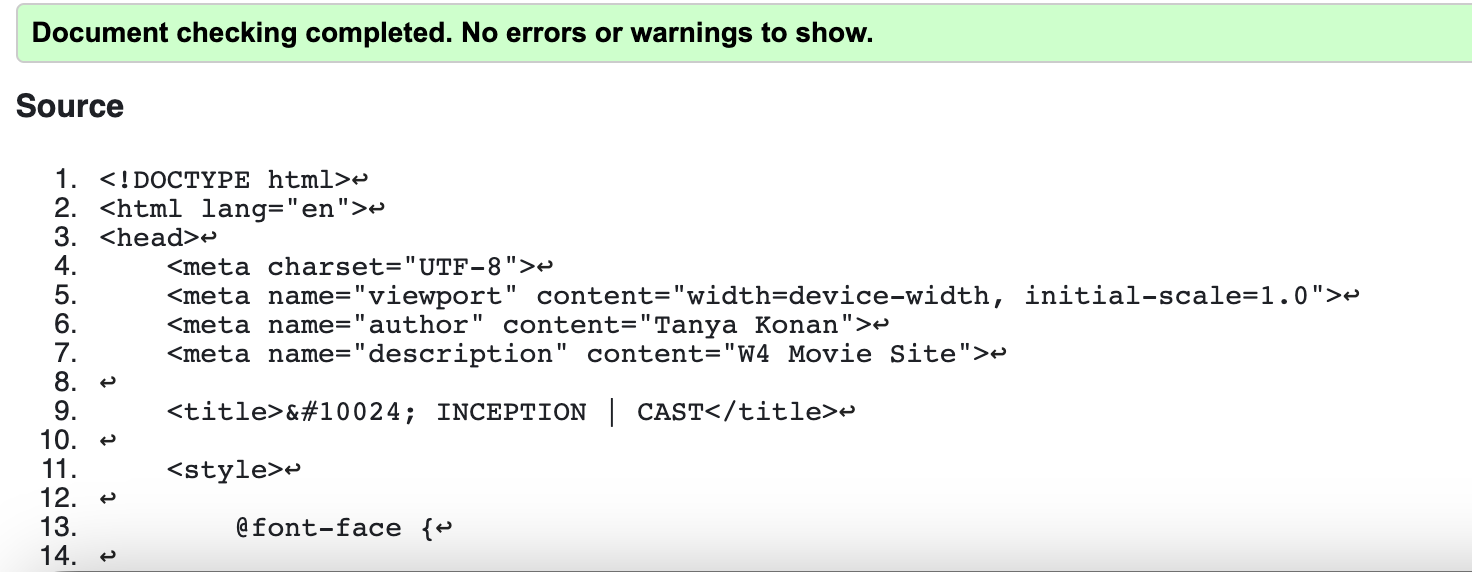 Document checking completed. No errors or warnings to show.
Source
1. <!DOCTYPE html>↩
2. <html lang="en">↩
3. <head>↩
4. <meta charset="UTF-8">↩
5. <meta name="viewport" content="width=device-width, initial-scale=1.0">↩
6. <meta name="author" content="Tanya Konan">↩
7. <meta name="description" content="W4 Movie Site">↩
8. ↩
9. <title>&#10024; INCEPTION | CAST</title>↩
10. ↩
11. <style>↩
12. ↩
13. @font-face {↩
14. ↩